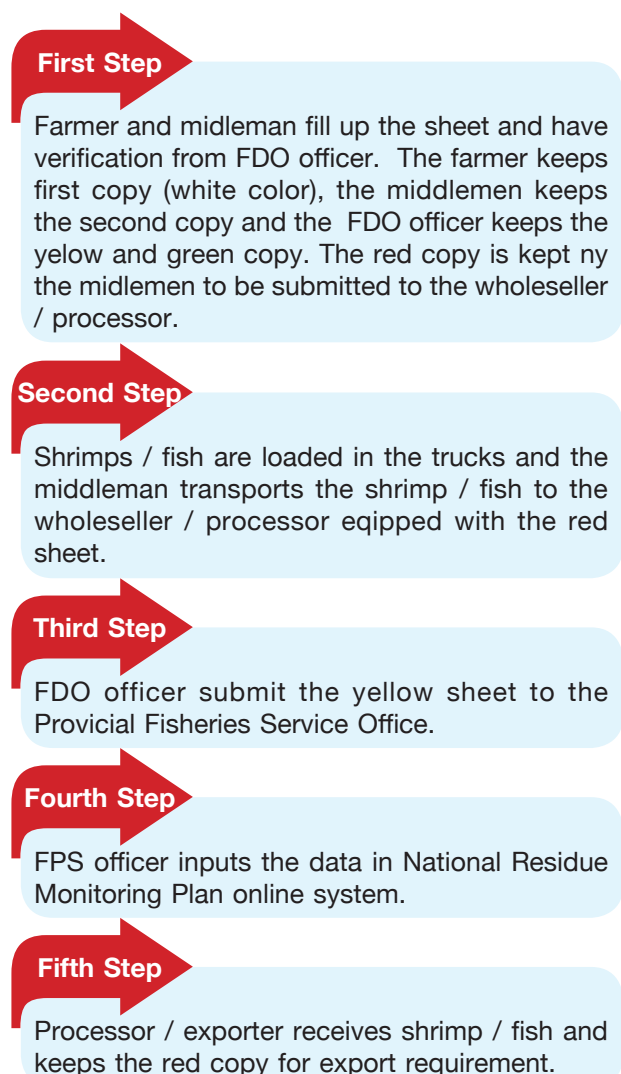 First Step
Farmer and midleman fill up the sheet and have
verification from FDO officer. The farmer keeps
first copy (white color), the middlemen keeps
the second copy and the FDO officer keeps the
yelow and green copy. The red copy is kept ny
the midlemen to be submitted to the wholeseller
/ processor.
Second Step
Shrimps / fish are loaded in the trucks and the
middleman transports the shrimp / fish to the
wholeseller / processor eqipped with the red
sheet.
Third Step
FDO officer submit the yellow sheet to the
Provicial Fisheries Service Office.
Fourth Step
FPS officer inputs the data in National Residue
Monitoring Plan online system.
Fifth Step
Processor / exporter receives shrimp / fish and
keeps the red copy for export requirement.